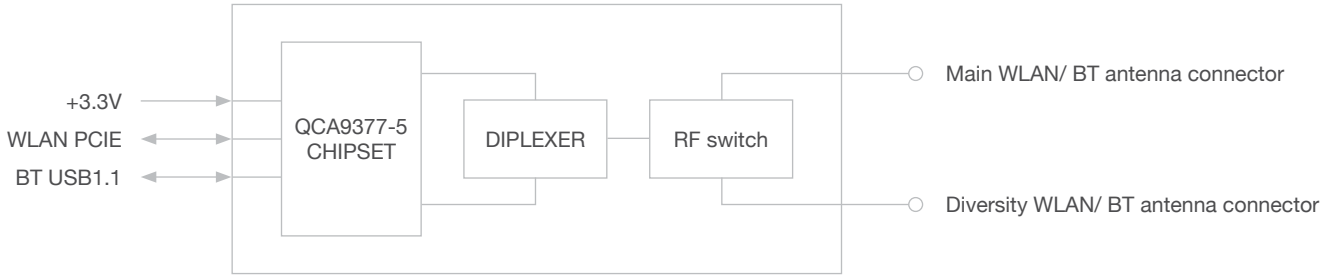 +3.3V
WLAN PCIE
BT USB1.1
QCA9377-5
CHIPSET
DIPLEXER
RF switch
Main WLAN/ BT antenna connector
Diversity WLAN/ BT antenna connector